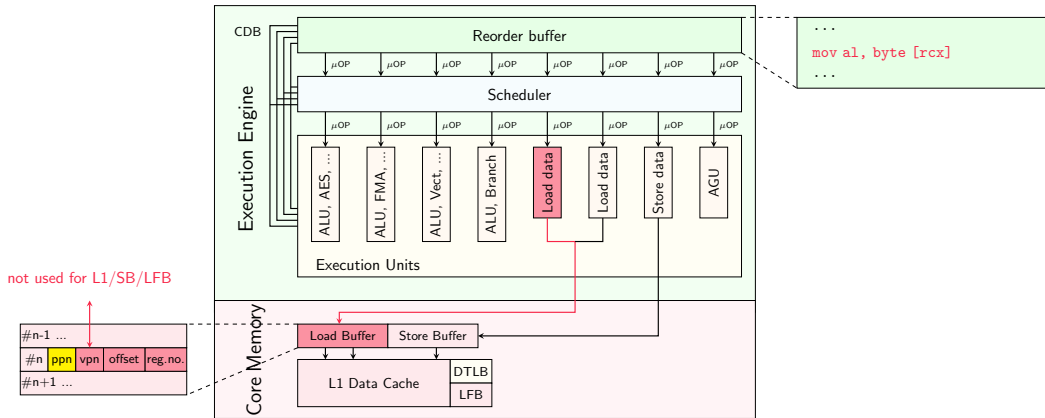 CDB
Reorder buffer
...
mov al, byte [rcx]
...
μOP μOP μOP μOP μOP μOP μOP μOP
Scheduler
μOP μOP μOP μOP μOP μOP μOP μOP
Execution Engine
ALU, AES, ...
ALU, FMA, ...
ALU, Vect, ...
ALU, Branch
Load data
Load data
Store data
AGU
Execution Units
not used for L1/SB/LFB
Core Memory
#n-1 ...
#n ppn vpn offset reg.no.
#n+1 ...
Load Buffer
Store Buffer
L1 Data Cache
DTLB
LFB